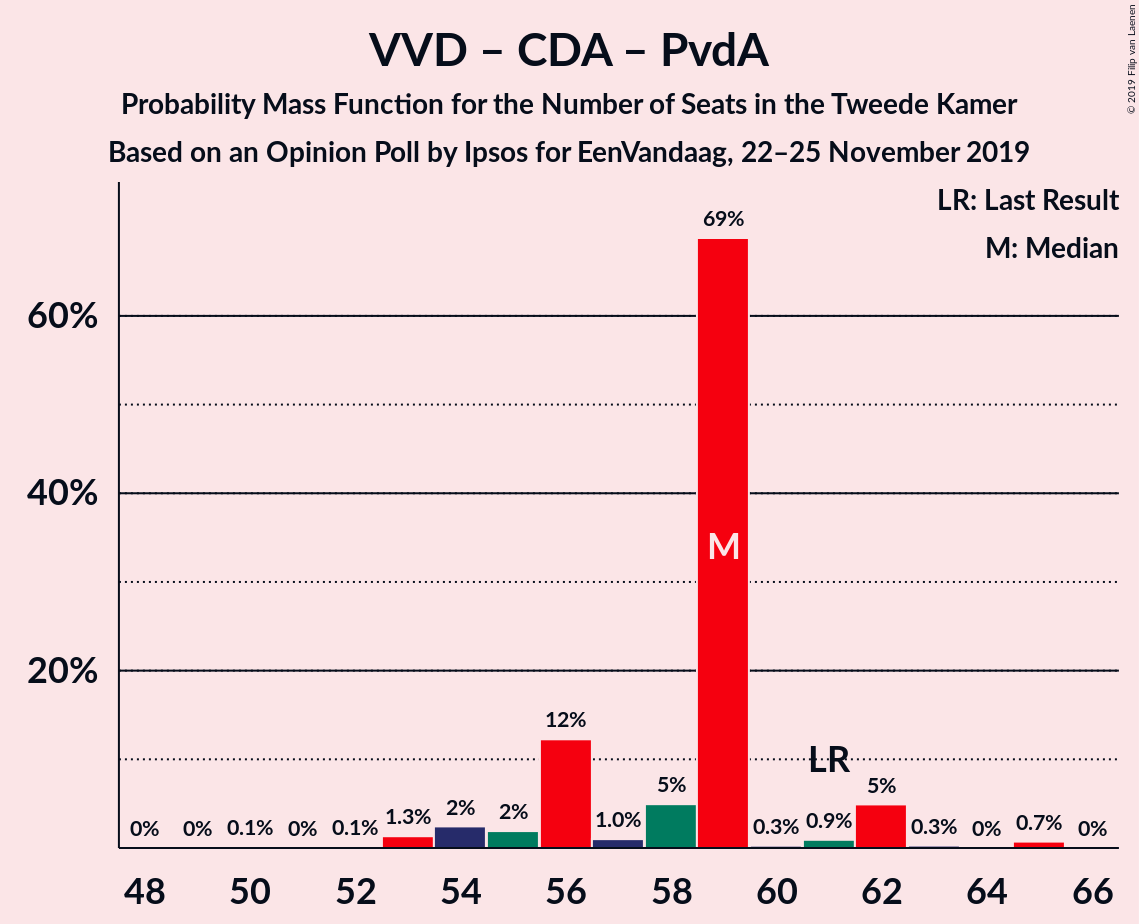 VVD – CDA – PvdA
Probability Mass Function for the Number of Seats in the Tweede Kamer
Based on an Opinion Poll by Ipsos for EenVandaag, 22–25 November 2019
© 2019 Filip van Laenen
LR: Last Result
M: Median
60%
40%
20%
0%
0%
0.1%
0%
0.1%
1.3%
2%
2%
12%
1.0%
5%
69%
M
0.3%
LR
0.9%
5%
0.3%
0%
0.7%
0%
48 50 52 54 56 58 60 62 64 66